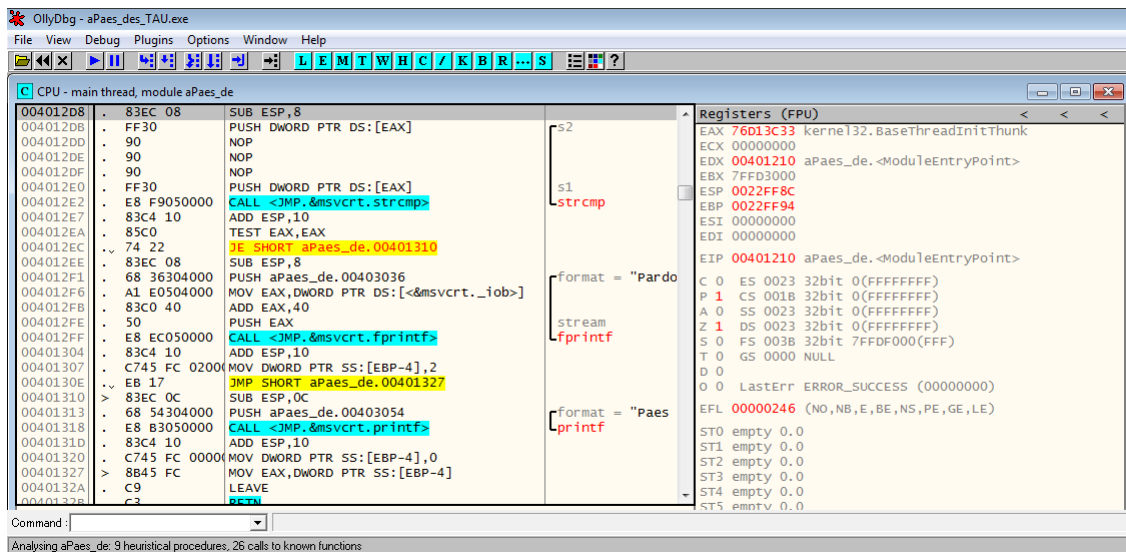 OllyDbg - aPaes_des_TAU.exe
File View Debug Plugins Options Window Help
L E M T W H C / K B R ... S ?
C CPU - main thread, module aPaes_de
004012D8 . 83EC 08 SUB ESP,8
004012DB . FF30 PUSH DWORD PTR DS:[EAX] s2
004012DD . 90 NOP
004012DE . 90 NOP
004012DF . 90 NOP
004012E0 . FF30 PUSH DWORD PTR DS:[EAX] s1
004012E2 . E8 F9050000 CALL <JMP.&msvcrt.strcmp> strcmp
004012E7 . 83C4 10 ADD ESP,10
004012EA . 85C0 TEST EAX,EAX
004012EC .⌄ 74 22 JE SHORT aPaes_de.00401310
004012EE . 83EC 08 SUB ESP,8
004012F1 . 68 36304000 PUSH aPaes_de.00403036 format = "Pardo
004012F6 . A1 E0504000 MOV EAX,DWORD PTR DS:[<&msvcrt._iob>]
004012FB . 83C0 40 ADD EAX,40
004012FE . 50 PUSH EAX stream
004012FF . E8 EC050000 CALL <JMP.&msvcrt.fprintf> fprintf
00401304 . 83C4 10 ADD ESP,10
00401307 . C745 FC 0200 MOV DWORD PTR SS:[EBP-4],2
0040130E .⌄ EB 17 JMP SHORT aPaes_de.00401327
00401310 > 83EC 0C SUB ESP,0C
00401313 . 68 54304000 PUSH aPaes_de.00403054 format = "Paes
00401318 . E8 B3050000 CALL <JMP.&msvcrt.printf> printf
0040131D . 83C4 10 ADD ESP,10
00401320 . C745 FC 0000 MOV DWORD PTR SS:[EBP-4],0
00401327 > 8B45 FC MOV EAX,DWORD PTR SS:[EBP-4]
0040132A . C9 LEAVE
0040132B . C3 RETN
Registers (FPU) < < <
EAX 76D13C33 kernel32.BaseThreadInitThunk
ECX 00000000
EDX 00401210 aPaes_de.<ModuleEntryPoint>
EBX 7FFD3000
ESP 0022FF8C
EBP 0022FF94
ESI 00000000
EDI 00000000
EIP 00401210 aPaes_de.<ModuleEntryPoint>
C 0 ES 0023 32bit 0(FFFFFFFF)
P 1 CS 001B 32bit 0(FFFFFFFF)
A 0 SS 0023 32bit 0(FFFFFFFF)
Z 1 DS 0023 32bit 0(FFFFFFFF)
S 0 FS 003B 32bit 7FFDF000(FFF)
T 0 GS 0000 NULL
D 0
O 0 LastErr ERROR_SUCCESS (00000000)
EFL 00000246 (NO,NB,E,BE,NS,PE,GE,LE)
ST0 empty 0.0
ST1 empty 0.0
ST2 empty 0.0
ST3 empty 0.0
ST4 empty 0.0
ST5 empty 0.0
Command :
Analysing aPaes_de: 9 heuristical procedures, 26 calls to known functions